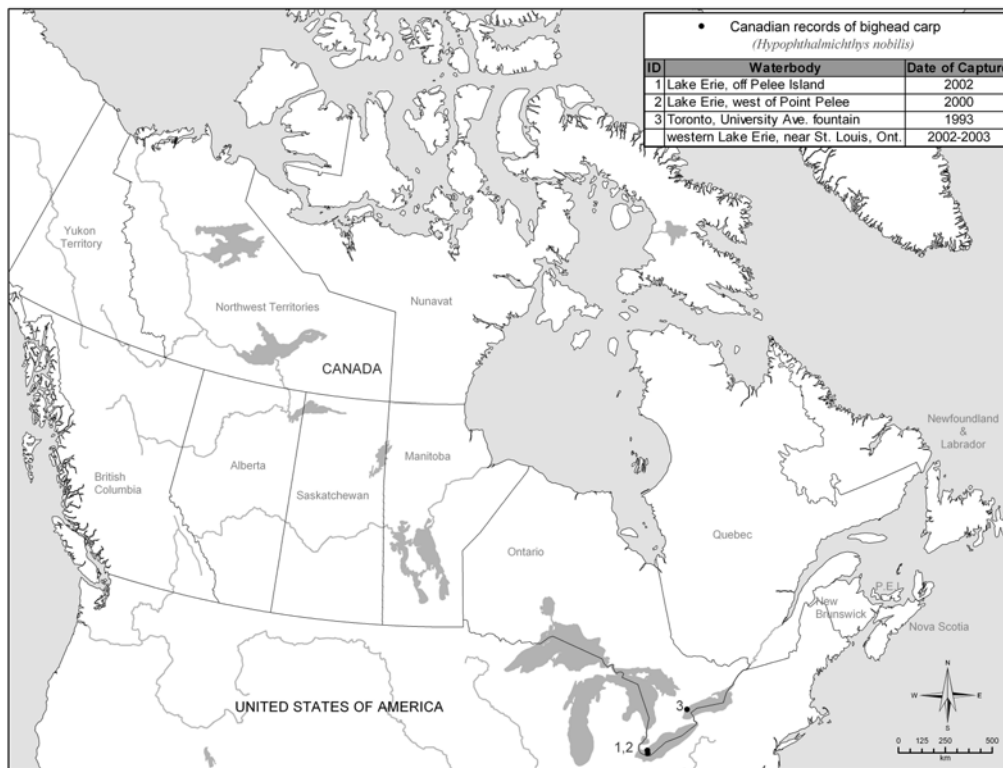 • Canadian records of bighead carp
(Hypophthalmichthys nobilis)
ID Waterbody Date of Capture
1 Lake Erie, off Pelee Island 2002
2 Lake Erie, west of Point Pelee 2000
3 Toronto, University Ave. fountain 1993
western Lake Erie, near St. Louis, Ont. 2002-2003
Yukon
Territory
Northwest Territories
Nunavat
CANADA
Newfoundland
&
Labrador
British
Columbia
Alberta
Saskatchewan
Manitoba
Ontario
Quebec
P.E.I.
New
Brunswick
Nova Scotia
UNITED STATES OF AMERICA
3
1,2
N
W E
S
0 125 250 500
km